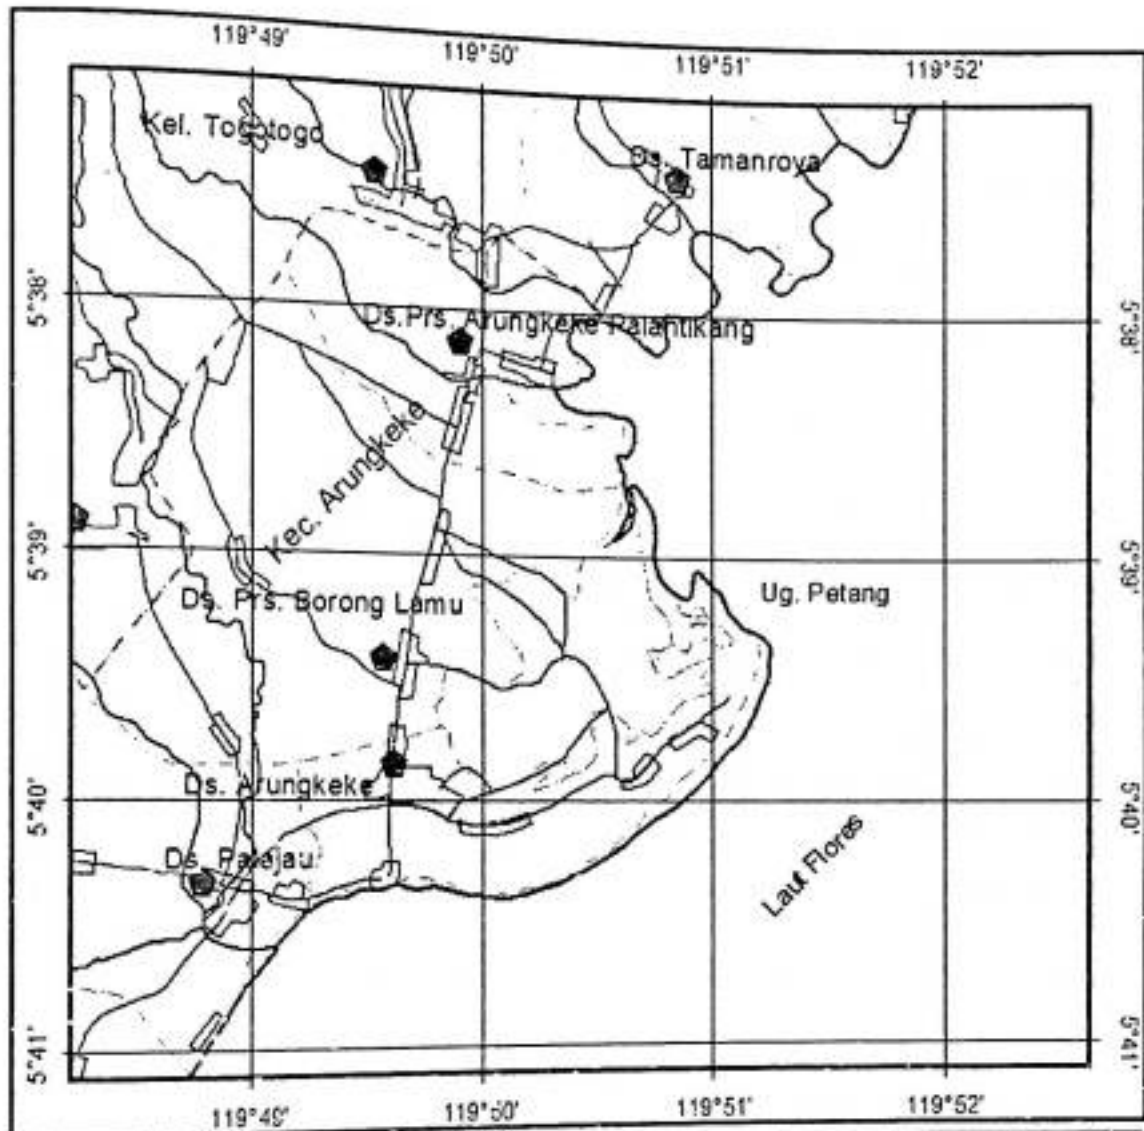 119°49' 119°50' 119°51' 119°52'
Kel. Togotogo
Ds. Tamanroya
5°38' 5°38'
Ds.Prs. Arungkeke Palantikang
Kec. Arungkeke
5°39' 5°39'
Ds. Prs. Borong Lamu
Ug. Petang
Ds. Arungkeke
5°40' 5°40'
Ds. Palajau
Laut Flores
5°41' 5°41'
119°49' 119°50' 119°51' 119°52'